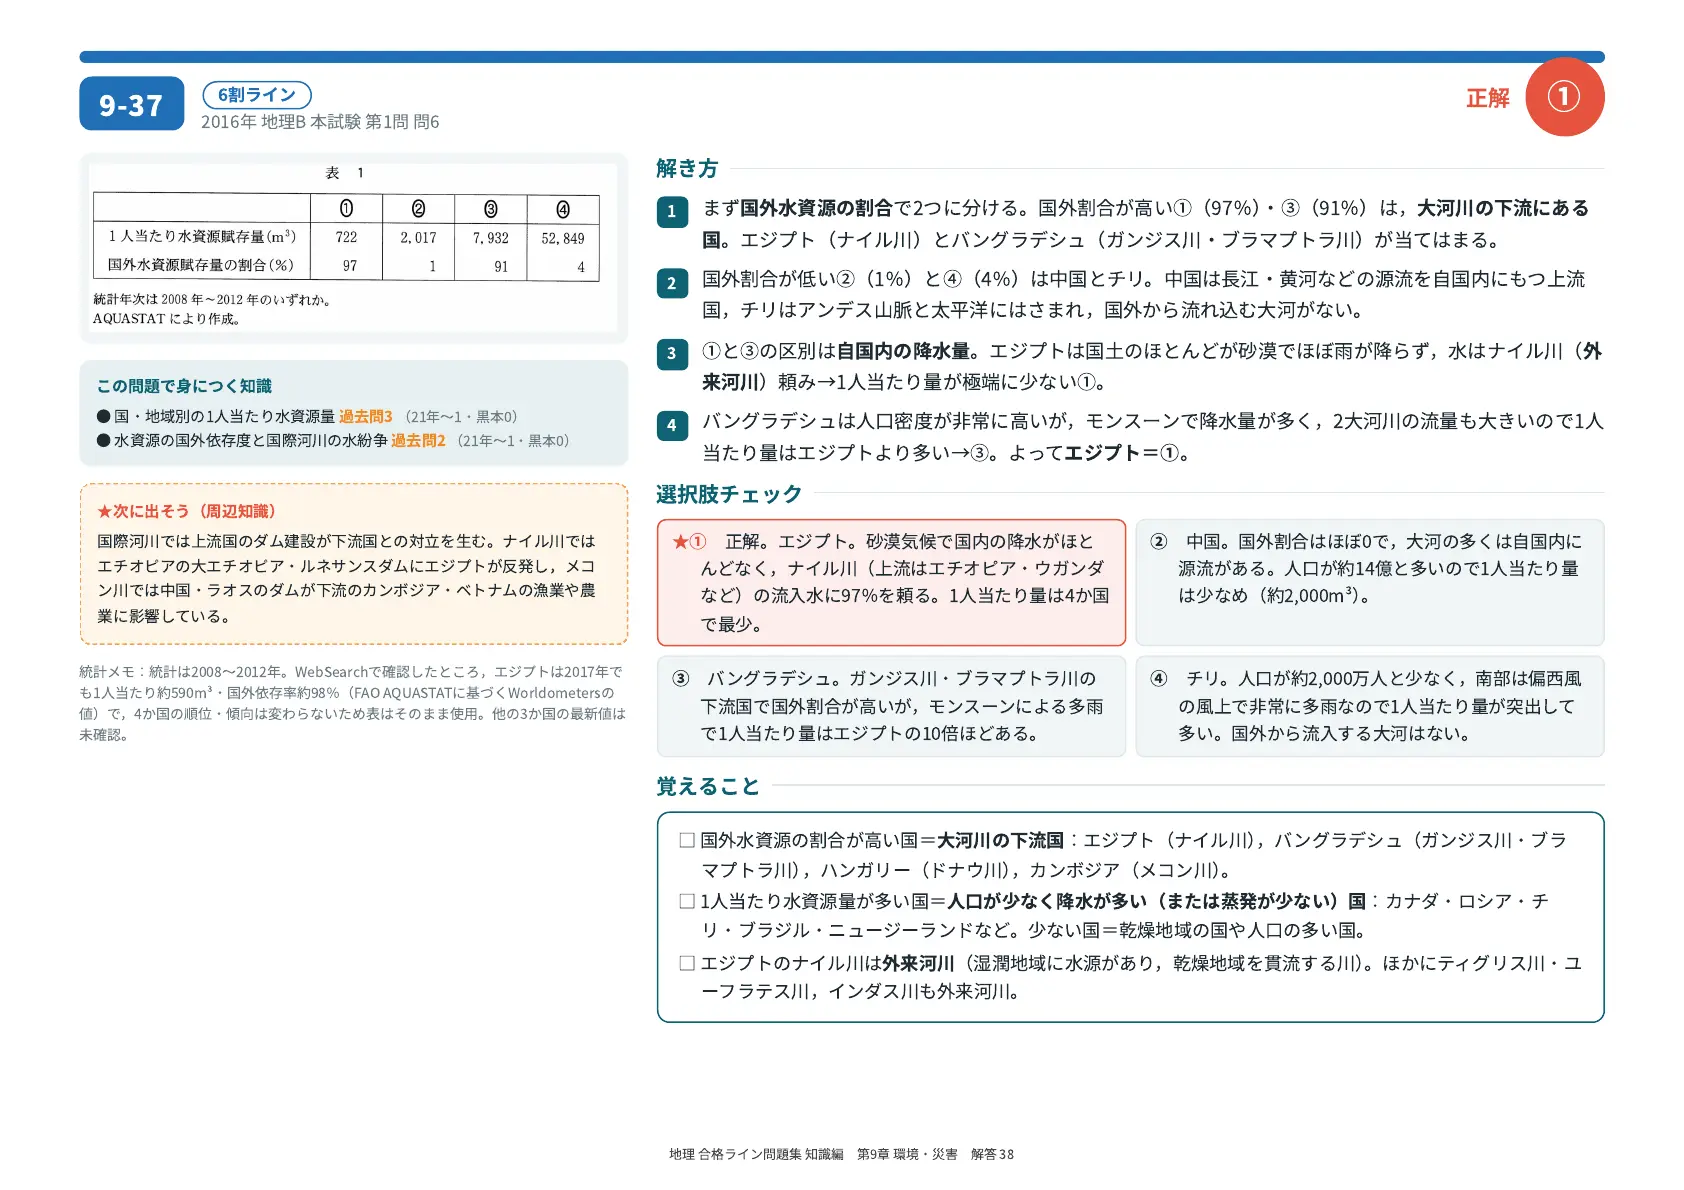 9-37
6割ライン
2016年 地理B 本試験 第1問 問6
正解 ①
表 1
① ② ③ ④
1人当たり水資源賦存量(m³) 722 2,017 7,932 52,849
国外水資源賦存量の割合(%) 97 1 91 4
統計年次は2008年～2012年のいずれか。
AQUASTATにより作成。
この問題で身につく知識
●国・地域別の1人当たり水資源量 過去問3（21年〜1・黒本0）
●水資源の国外依存度と国際河川の水紛争 過去問2（21年〜1・黒本0）
★次に出そう（周辺知識）
国際河川では上流国のダム建設が下流国との対立を生む。ナイル川では
エチオピアの大エチオピア・ルネサンスダムにエジプトが反発し，メコ
ン川では中国・ラオスのダムが下流のカンボジア・ベトナムの漁業や農
業に影響している。
統計メモ：統計は2008〜2012年。WebSearchで確認したところ，エジプトは2017年で
も1人当たり約590m³・国外依存率約98%（FAO AQUASTATに基づくWorldometersの
値）で，4か国の順位・傾向は変わらないため表はそのまま使用。他の3か国の最新値は
未確認。
解き方
1 まず国外水資源の割合で2つに分ける。国外割合が高い①（97%）・③（91%）は，大河川の下流にある
国。エジプト（ナイル川）とバングラデシュ（ガンジス川・ブラマプトラ川）が当てはまる。
2 国外割合が低い②（1%）と④（4%）は中国とチリ。中国は長江・黄河などの源流を自国内にもつ上流
国，チリはアンデス山脈と太平洋にはさまれ，国外から流れ込む大河がない。
3 ①と③の区別は自国内の降水量。エジプトは国土のほとんどが砂漠でほぼ雨が降らず，水はナイル川（外
来河川）頼み→1人当たり量が極端に少ない①。
4 バングラデシュは人口密度が非常に高いが，モンスーンで降水量が多く，2大河川の流量も大きいので1人
当たり量はエジプトより多い→③。よってエジプト＝①。
選択肢チェック
★① 正解。エジプト。砂漠気候で国内の降水がほと
んどなく，ナイル川（上流はエチオピア・ウガンダ
など）の流入水に97%を頼る。1人当たり量は4か国
で最少。
② 中国。国外割合はほぼ0で，大河の多くは自国内に
源流がある。人口が約14億と多いので1人当たり量
は少なめ（約2,000m³）。
③ バングラデシュ。ガンジス川・ブラマプトラ川の
下流国で国外割合が高いが，モンスーンによる多雨
で1人当たり量はエジプトの10倍ほどある。
④ チリ。人口が約2,000万人と少なく，南部は偏西風
の風上で非常に多雨なので1人当たり量が突出して
多い。国外から流入する大河はない。
覚えること
□ 国外水資源の割合が高い国＝大河川の下流国：エジプト（ナイル川），バングラデシュ（ガンジス川・ブラ
マプトラ川），ハンガリー（ドナウ川），カンボジア（メコン川）。
□ 1人当たり水資源量が多い国＝人口が少なく降水が多い（または蒸発が少ない）国：カナダ・ロシア・チ
リ・ブラジル・ニュージーランドなど。少ない国＝乾燥地域の国や人口の多い国。
□ エジプトのナイル川は外来河川（湿潤地域に水源があり，乾燥地域を貫流する川）。ほかにティグリス川・ユ
ーフラテス川，インダス川も外来河川。
地理 合格ライン問題集 知識編 第9章 環境・災害 解答 38